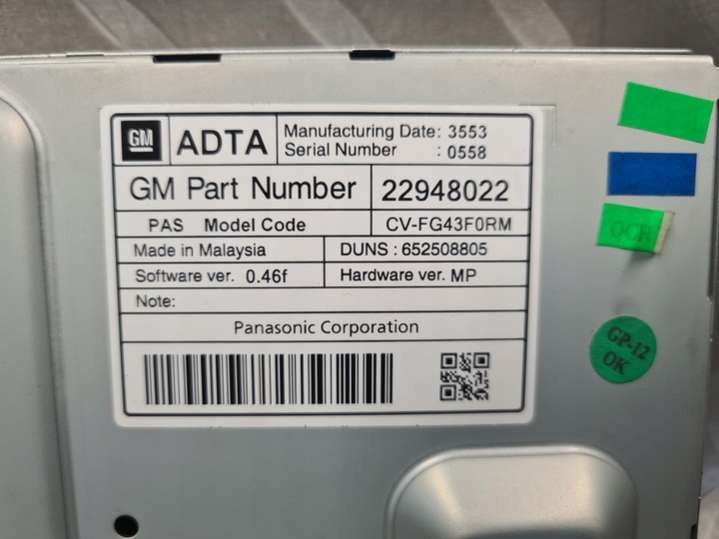 GM
ADTA
Manufacturing Date: 3553
Serial Number : 0558
GM Part Number 22948022
PAS Model Code CV-FG43F0RM
Made in Malaysia DUNS : 652508805
Software ver. 0.46f Hardware ver. MP
Note:
Panasonic Corporation
QCR
GP-12
OK